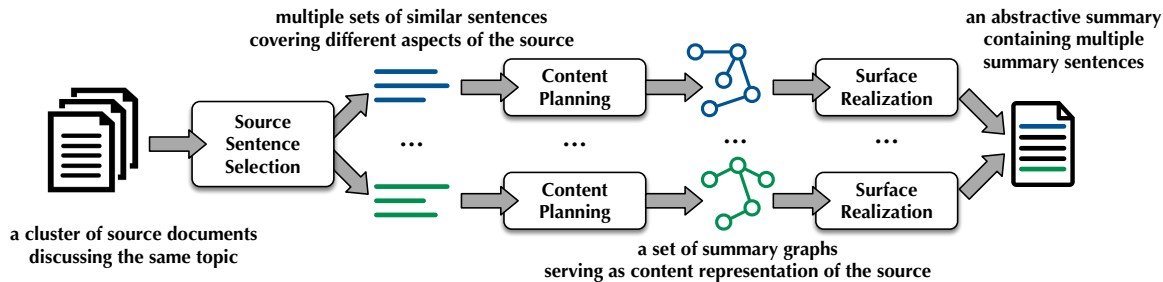 multiple sets of similar sentences
covering different aspects of the source
an abstractive summary
containing multiple
summary sentences
Source
Sentence
Selection
Content
Planning
Surface
Realization
...
...
...
...
Content
Planning
Surface
Realization
a cluster of source documents
discussing the same topic
a set of summary graphs
serving as content representation of the source